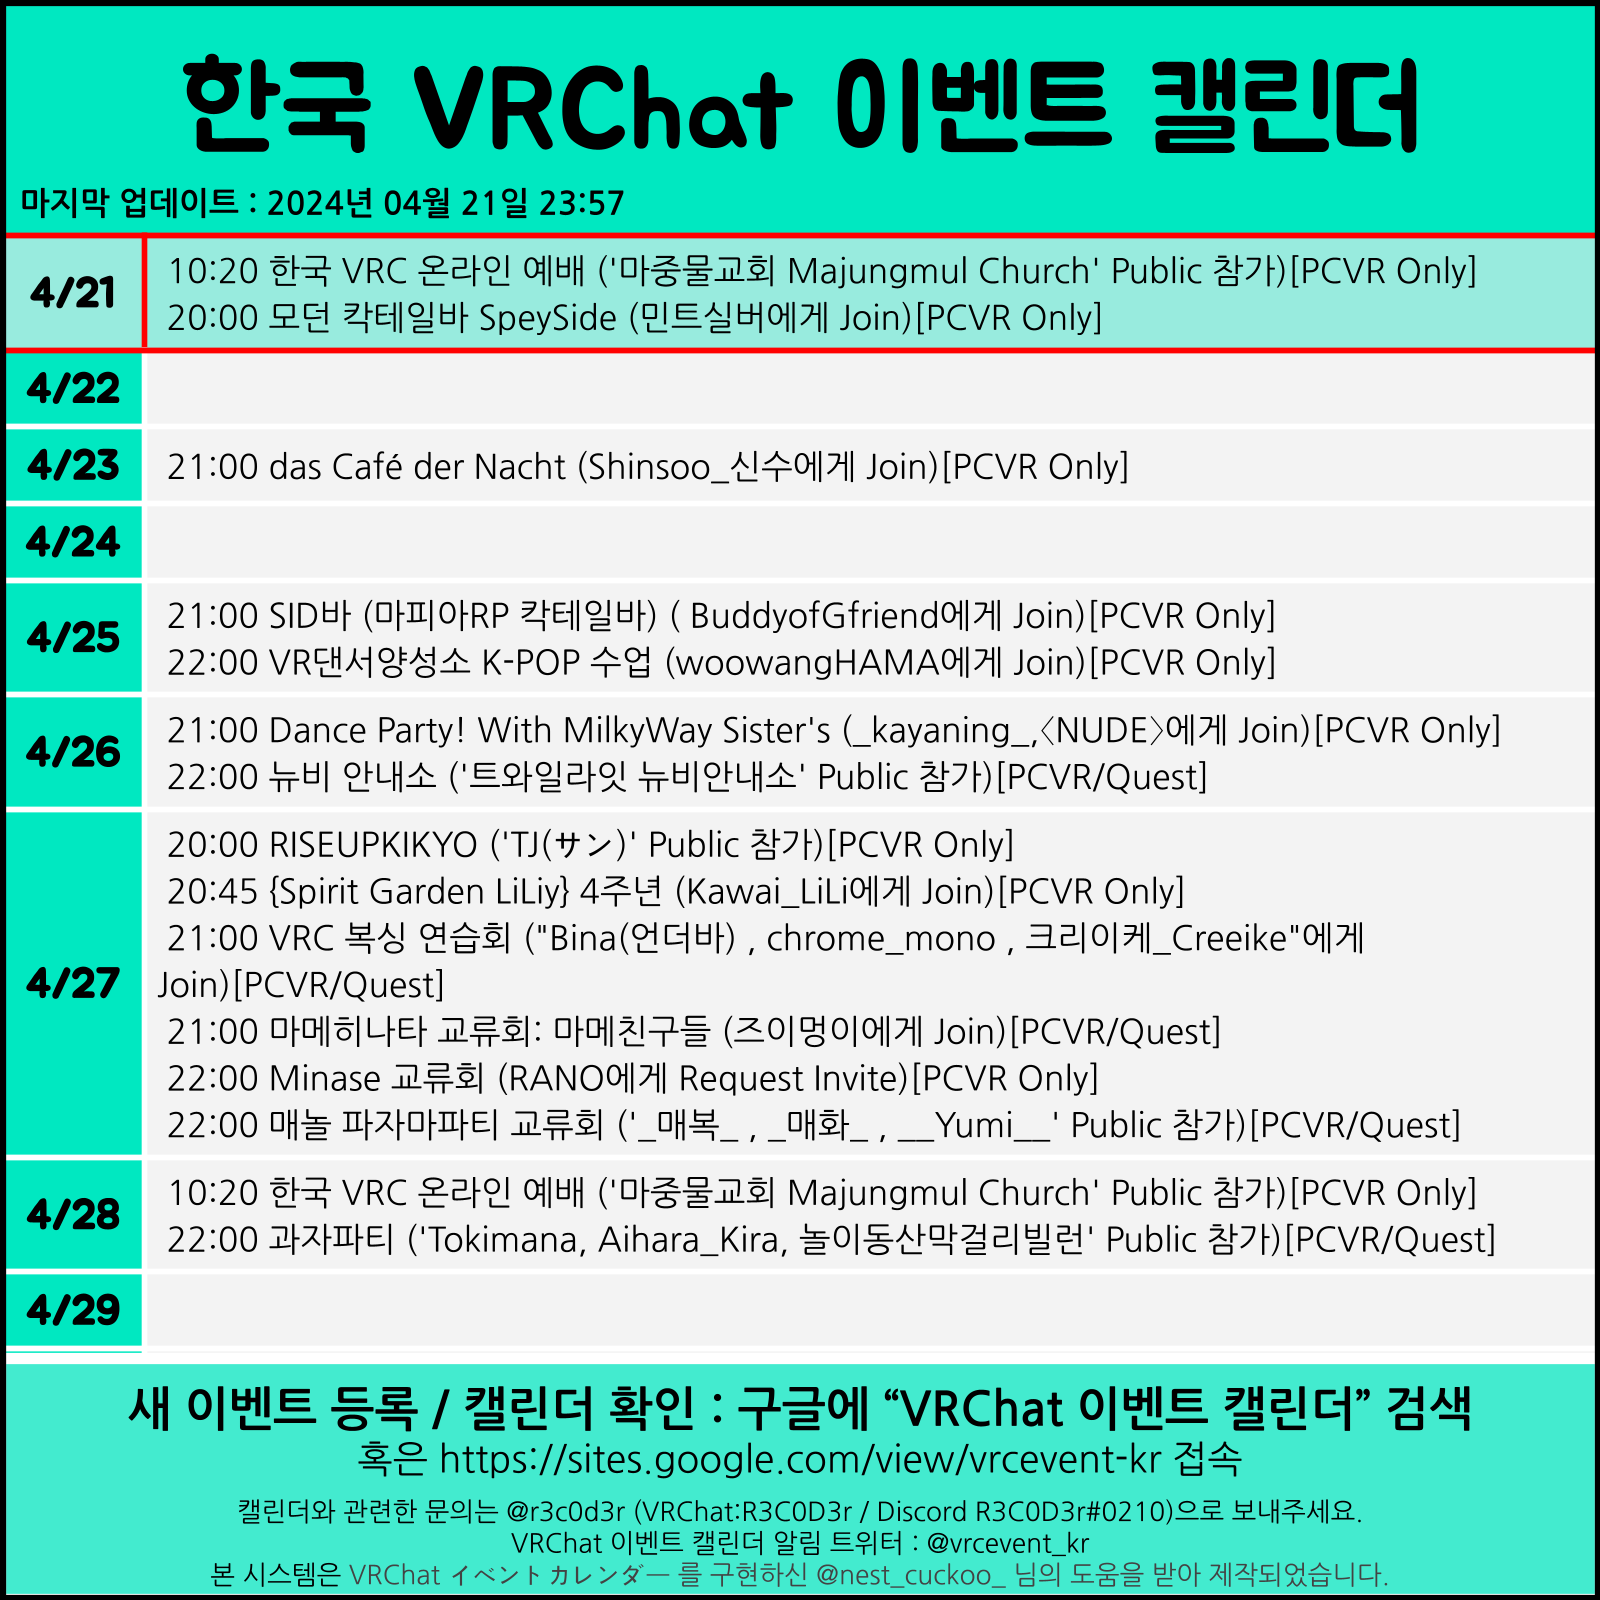 한국 VRChat 이벤트 캘린더
마지막 업데이트 : 2024년 04월 21일 23:57
4/21
10:20 한국 VRC 온라인 예배 ('마중물교회 Majungmul Church' Public 참가)[PCVR Only]
20:00 모던 칵테일바 SpeySide (민트실버에게 Join)[PCVR Only]
4/22
4/23
21:00 das Café der Nacht (Shinsoo_신수에게 Join)[PCVR Only]
4/24
4/25
21:00 SID바 (마피아RP 칵테일바) ( BuddyofGfriend에게 Join)[PCVR Only]
22:00 VR댄서양성소 K-POP 수업 (woowangHAMA에게 Join)[PCVR Only]
4/26
21:00 Dance Party! With MilkyWay Sister's (_kayaning_,〈NUDE〉에게 Join)[PCVR Only]
22:00 뉴비 안내소 ('트와일라잇 뉴비안내소' Public 참가)[PCVR/Quest]
4/27
20:00 RISEUPKIKYO ('TJ(サン)' Public 참가)[PCVR Only]
20:45 {Spirit Garden LiLiy} 4주년 (Kawai_LiLi에게 Join)[PCVR Only]
21:00 VRC 복싱 연습회 ("Bina(언더바) , chrome_mono , 크리이케_Creeike"에게
Join)[PCVR/Quest]
21:00 마메히나타 교류회: 마메친구들 (즈이멍이에게 Join)[PCVR/Quest]
22:00 Minase 교류회 (RANO에게 Request Invite)[PCVR Only]
22:00 매놀 파자마파티 교류회 ('_매복_ , _매화_ , __Yumi__' Public 참가)[PCVR/Quest]
4/28
10:20 한국 VRC 온라인 예배 ('마중물교회 Majungmul Church' Public 참가)[PCVR Only]
22:00 과자파티 ('Tokimana, Aihara_Kira, 놀이동산막걸리빌런' Public 참가)[PCVR/Quest]
4/29
새 이벤트 등록 / 캘린더 확인 : 구글에 “VRChat 이벤트 캘린더” 검색
혹은 https://sites.google.com/view/vrcevent-kr 접속
캘린더와 관련한 문의는 @r3c0d3r (VRChat:R3C0D3r / Discord R3C0D3r#0210)으로 보내주세요.
VRChat 이벤트 캘린더 알림 트위터 : @vrcevent_kr
본 시스템은 VRChat イベントカレンダー 를 구현하신 @nest_cuckoo_ 님의 도움을 받아 제작되었습니다.